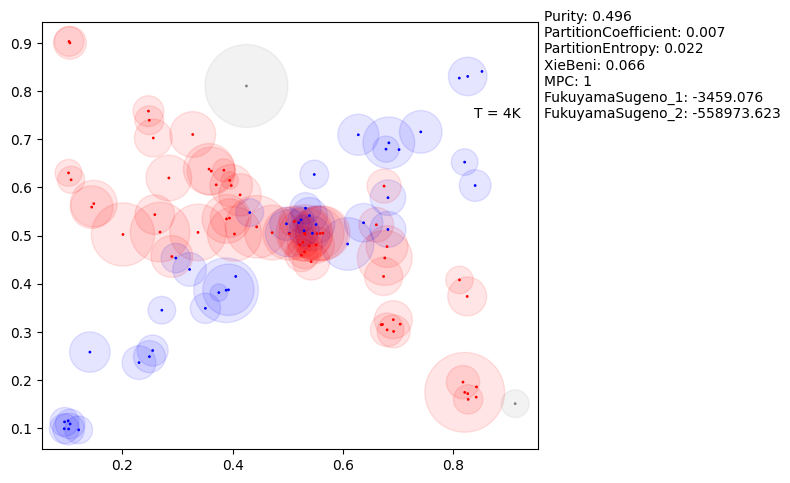 Purity: 0.496
PartitionCoefficient: 0.007
PartitionEntropy: 0.022
XieBeni: 0.066
MPC: 1
FukuyamaSugeno_1: -3459.076
FukuyamaSugeno_2: -558973.623
T = 4K
0.9
0.8
0.7
0.6
0.5
0.4
0.3
0.2
0.1
0.2 0.4 0.6 0.8